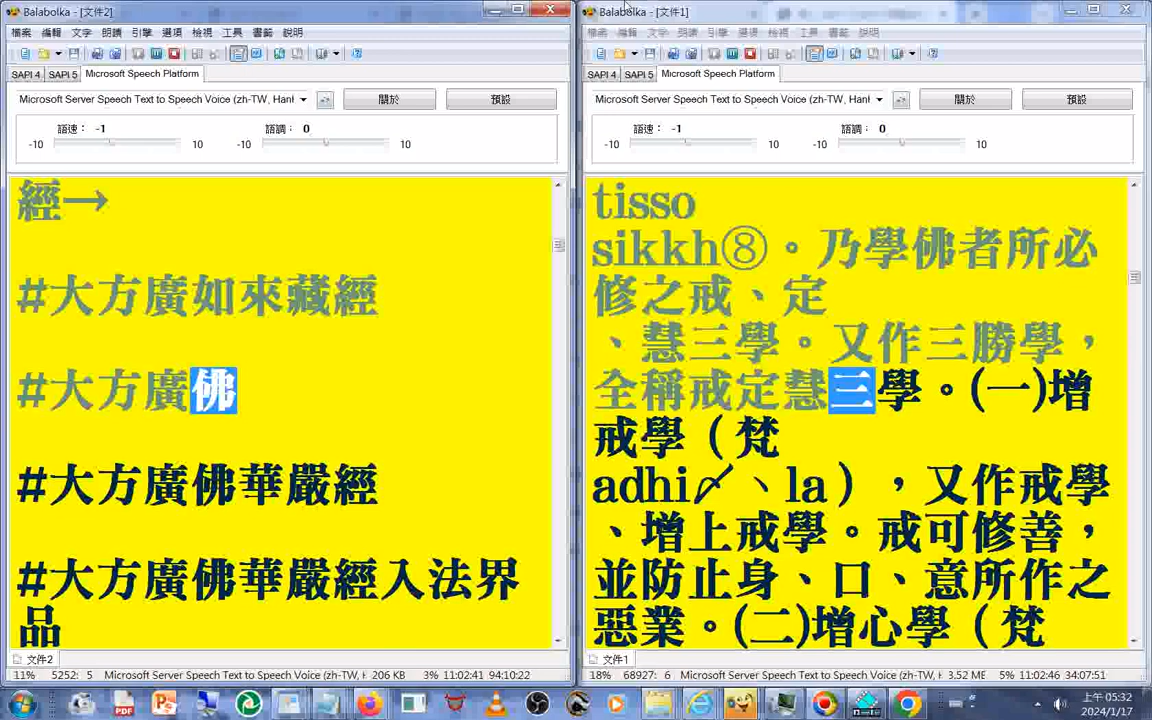 Balabolka - [文件2]
檔案 編輯 文字 朗讀 引擎 選項 檢視 工具 書籤 說明
SAPI 4 SAPI 5 Microsoft Speech Platform
Microsoft Server Speech Text to Speech Voice (zh-TW, Hanl
關於 預設
語速： -1 語調： 0
-10 10 -10 10
經→
#大方廣如來藏經
#大方廣佛
#大方廣佛華嚴經
#大方廣佛華嚴經入法界
品
文件2
11% 5252: 5 Microsoft Server Speech Text to Speech Voice (zh-TW, H 206 KB 3% 11:02:41 94:10:22
Balabolka - [文件1]
檔案 編輯 文字 朗讀 引擎 選項 檢視 工具 書籤 說明
SAPI 4 SAPI 5 Microsoft Speech Platform
Microsoft Server Speech Text to Speech Voice (zh-TW, Hanl
關於 預設
語速： -1 語調： 0
-10 10 -10 10
tisso
sikkh⑧。乃學佛者所必
修之戒、定
、慧三學。又作三勝學，
全稱戒定慧三學。(一)增
戒學（梵
adhi〆ヽla），又作戒學
、增上戒學。戒可修善，
並防止身、口、意所作之
惡業。(二)增心學（梵
文件1
18% 68927: 6 Microsoft Server Speech Text to Speech Voice (zh-TW, H 3.52 ME 5% 11:02:46 34:07:51
上午 05:32
2024/1/17